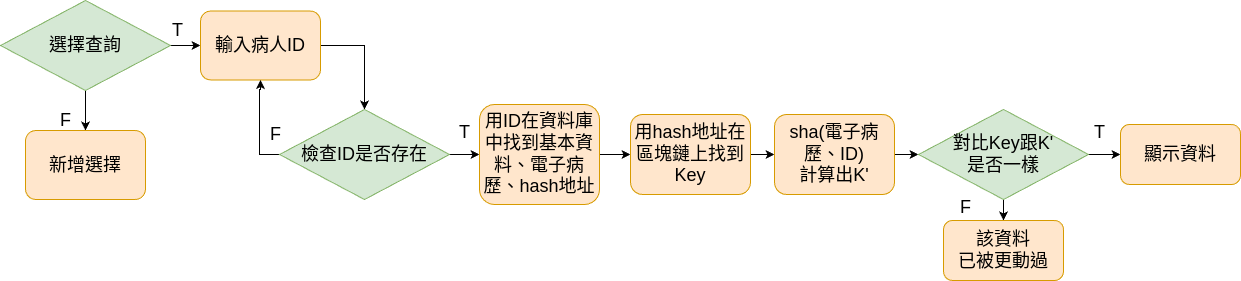 選擇查詢
T
輸入病人ID
F
新增選擇
F
檢查ID是否存在
T
用ID在資料庫
中找到基本資
料、電子病
歷、hash地址
用hash地址在
區塊鏈上找到
Key
sha(電子病
歷、ID)
計算出K'
對比Key跟K'
是否一樣
T
顯示資料
F
該資料
已被更動過